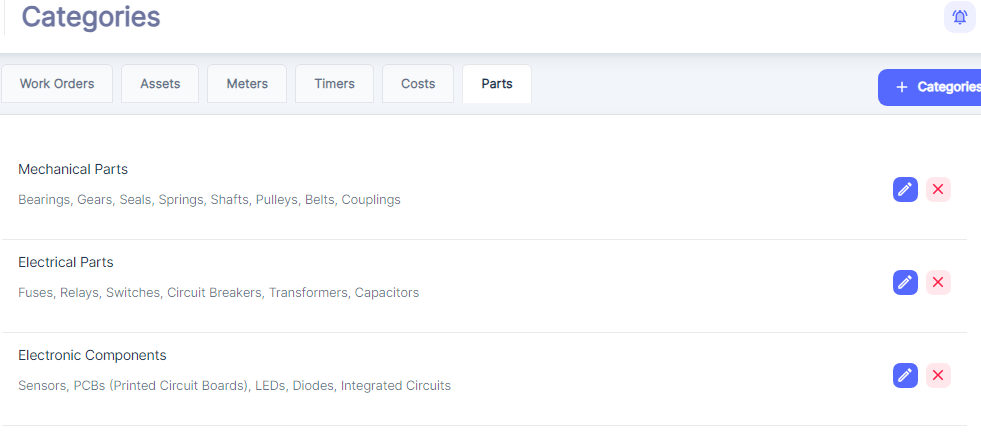 Categories
Work Orders
Assets
Meters
Timers
Costs
Parts
+ Categories
Mechanical Parts
Bearings, Gears, Seals, Springs, Shafts, Pulleys, Belts, Couplings
Electrical Parts
Fuses, Relays, Switches, Circuit Breakers, Transformers, Capacitors
Electronic Components
Sensors, PCBs (Printed Circuit Boards), LEDs, Diodes, Integrated Circuits